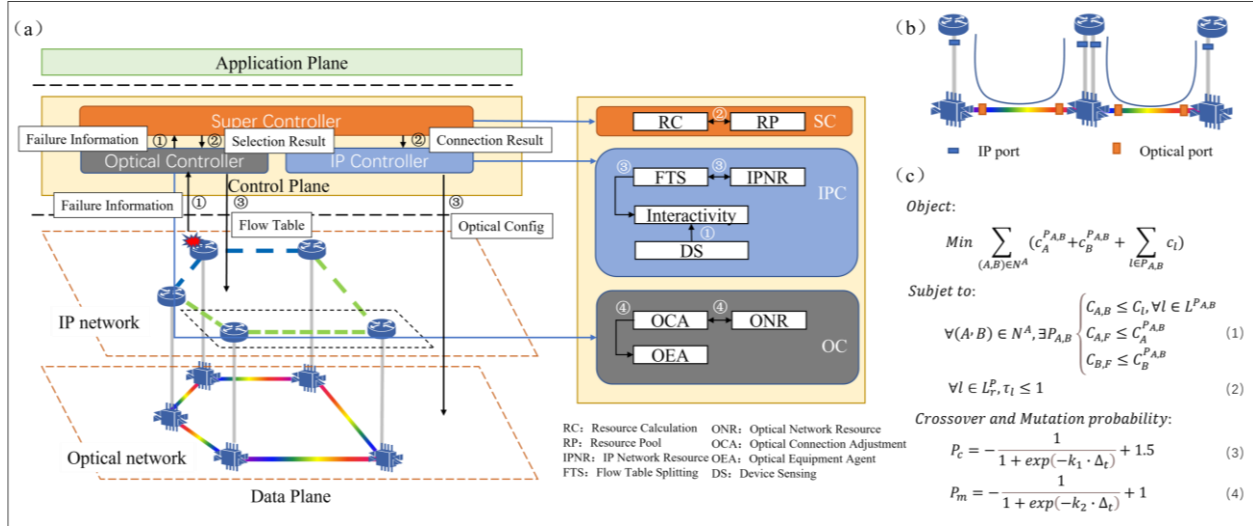 (a)
Application Plane
Super Controller
Failure Information ① ② Selection Result ② Connection Result
Optical Controller
IP Controller
Control Plane
Failure Information ① ③ ③
Flow Table
Optical Config
IP network
Optical network
Data Plane
RC ② RP SC
③ ③
FTS IPNR
IPC
Interactivity
①
DS
④ ④
OCA ONR
OC
OEA
RC：Resource Calculation
RP：Resource Pool
IPNR：IP Network Resource
FTS：Flow Table Splitting
ONR：Optical Network Resource
OCA：Optical Connection Adjustment
OEA：Optical Equipment Agent
DS：Device Sensing
(b)
IP port Optical port
(c)
Object:
Min ∑_{(A,B)∈N^A} (c_A^{P_{A,B}}+c_B^{P_{A,B}} + ∑_{l∈P_{A,B}} c_l)
Subjet to:
∀(A·B) ∈ N^A, ∃P_{A,B} { C_{A,B} ≤ C_l, ∀l ∈ L^{P_{A,B}}
C_{A,F} ≤ C_A^{P_{A,B}} (1)
C_{B,F} ≤ C_B^{P_{A,B}}
∀l ∈ L_r^P, τ_l ≤ 1 (2)
Crossover and Mutation probability:
P_c = − 1 / (1 + exp(−k_1 · Δ_t)) + 1.5 (3)
P_m = − 1 / (1 + exp(−k_2 · Δ_t)) + 1 (4)